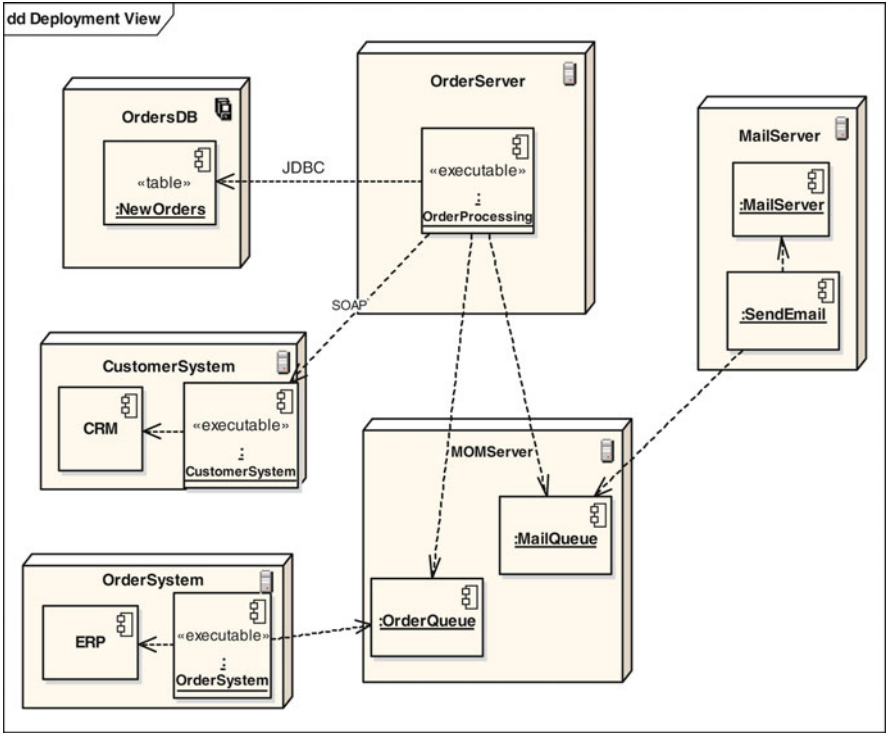 dd Deployment View
OrdersDB
«table»
:NewOrders
JDBC
OrderServer
«executable»
:
OrderProcessing
MailServer
:MailServer
:SendEmail
SOAP
CustomerSystem
CRM
«executable»
:
CustomerSystem
MOMServer
:MailQueue
:OrderQueue
OrderSystem
ERP
«executable»
:
OrderSystem